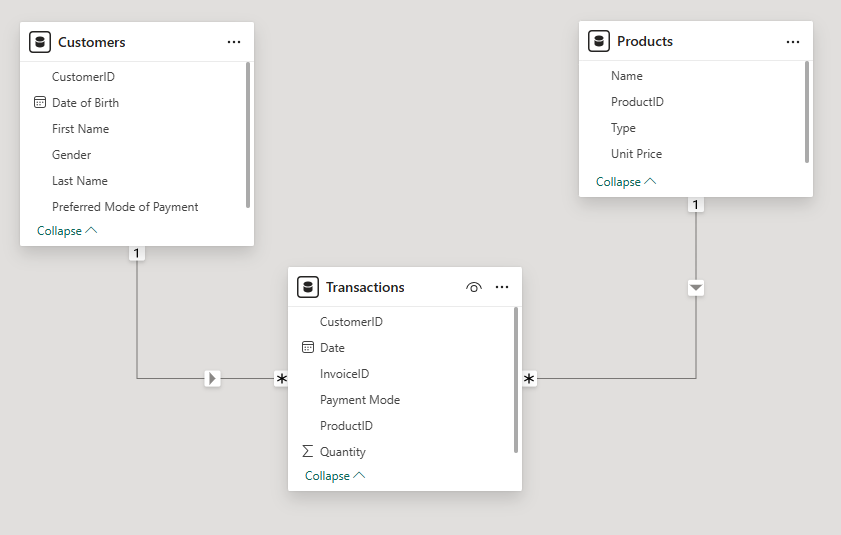 Customers
CustomerID
Date of Birth
First Name
Gender
Last Name
Preferred Mode of Payment
Collapse
1
Products
Name
ProductID
Type
Unit Price
Collapse
1
Transactions
CustomerID
Date
InvoiceID
Payment Mode
ProductID
Σ Quantity
Collapse
*
*